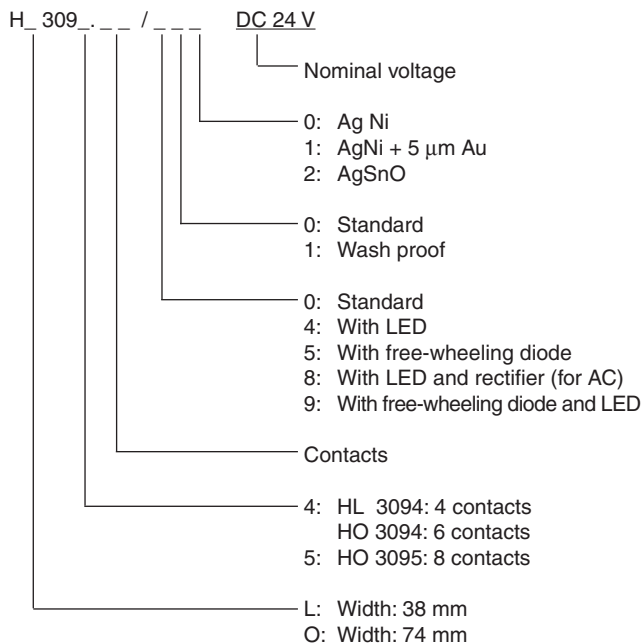 H_ 309_. _ _ / _ _ _ DC 24 V
Nominal voltage
0: Ag Ni
1: AgNi + 5 μm Au
2: AgSnO
0: Standard
1: Wash proof
0: Standard
4: With LED
5: With free-wheeling diode
8: With LED and rectifier (for AC)
9: With free-wheeling diode and LED
Contacts
4: HL 3094: 4 contacts
HO 3094: 6 contacts
5: HO 3095: 8 contacts
L: Width: 38 mm
O: Width: 74 mm